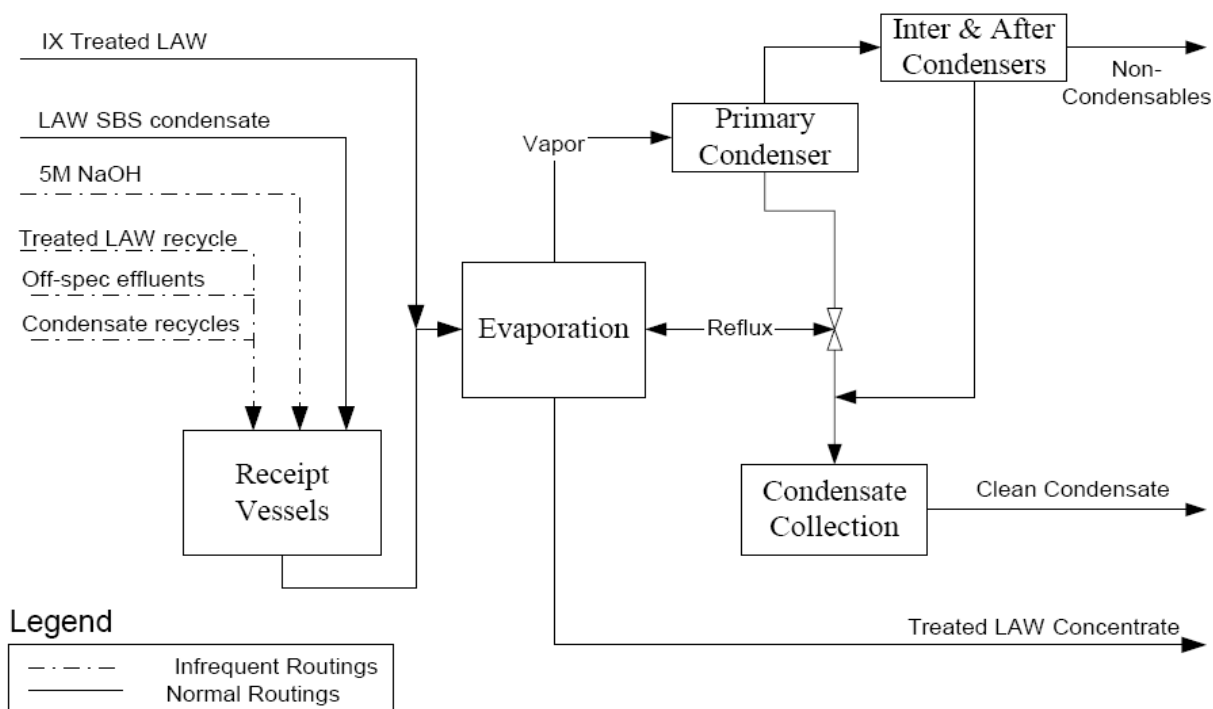 IX Treated LAW
LAW SBS condensate
5M NaOH
Treated LAW recycle
Off-spec effluents
Condensate recycles
Receipt
Vessels
Evaporation
Vapor
Primary
Condenser
Inter & After
Condensers
Non-
Condensables
Reflux
Condensate
Collection
Clean Condensate
Treated LAW Concentrate
Legend
Infrequent Routings
Normal Routings